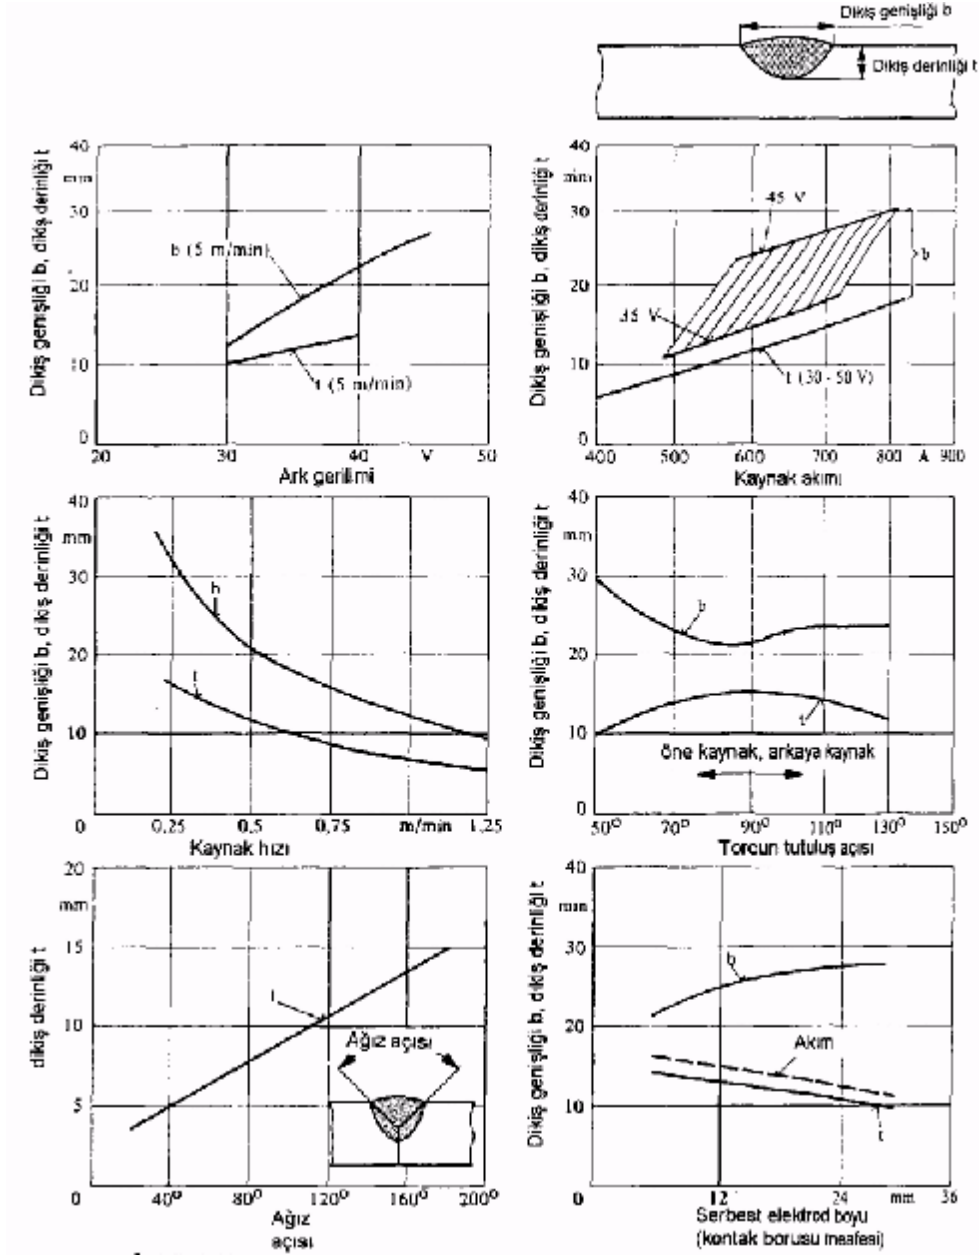 Dikiş genişliği b
Dikiş derinliği t
Dikiş genişliği b, dikiş derinliği t
40
mm
30
20
10
0
b (5 m/min)
t (5 m/min)
20 30 40 V 50
Ark gerilimi
Dikiş genişliği b, dikiş derinliği t
40
mm
30
20
10
0
45 V
35 V
b
t (30 - 50 V)
400 500 600 700 800 A 900
Kaynak akımı
Dikiş genişliği b, dikiş derinliği t
40
mm
30
20
10
0
b
t
0.25 0.5 0,75 m/min 1.25
Kaynak hızı
Dikiş genişliği b, dikiş derinliği t
40
mm
30
20
10
0
b
t
öne kaynak, arkaya kaynak
50° 70° 90° 110° 130° 150°
Torcun tutuluş açısı
dikiş derinliği t
20
mm
15
10
5
0
t
Ağız açısı
40° 80° 120° 160° 200°
Ağız
açısı
Dikiş genişliği b, dikiş derinliği t
40
mm
30
20
10
0
b
Akım
t
12 24 mm 36
Serbest elektrod boyu
(kontak borusu mesafesi)